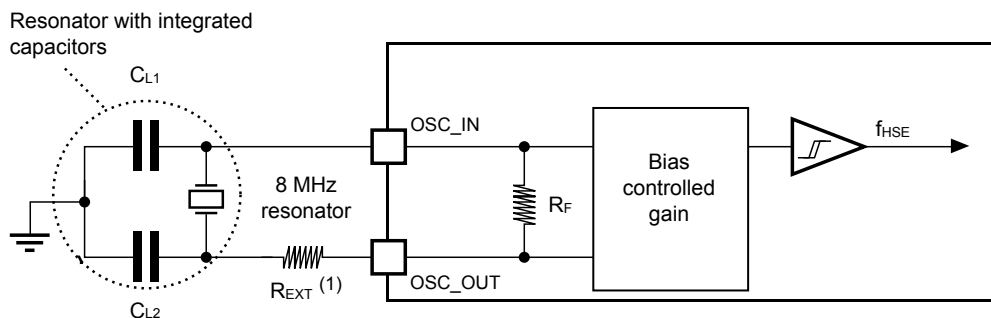 Resonator with integrated
capacitors
CL1
OSC_IN
fHSE
8 MHz
resonator
RF
Bias
controlled
gain
REXT (1)
OSC_OUT
CL2